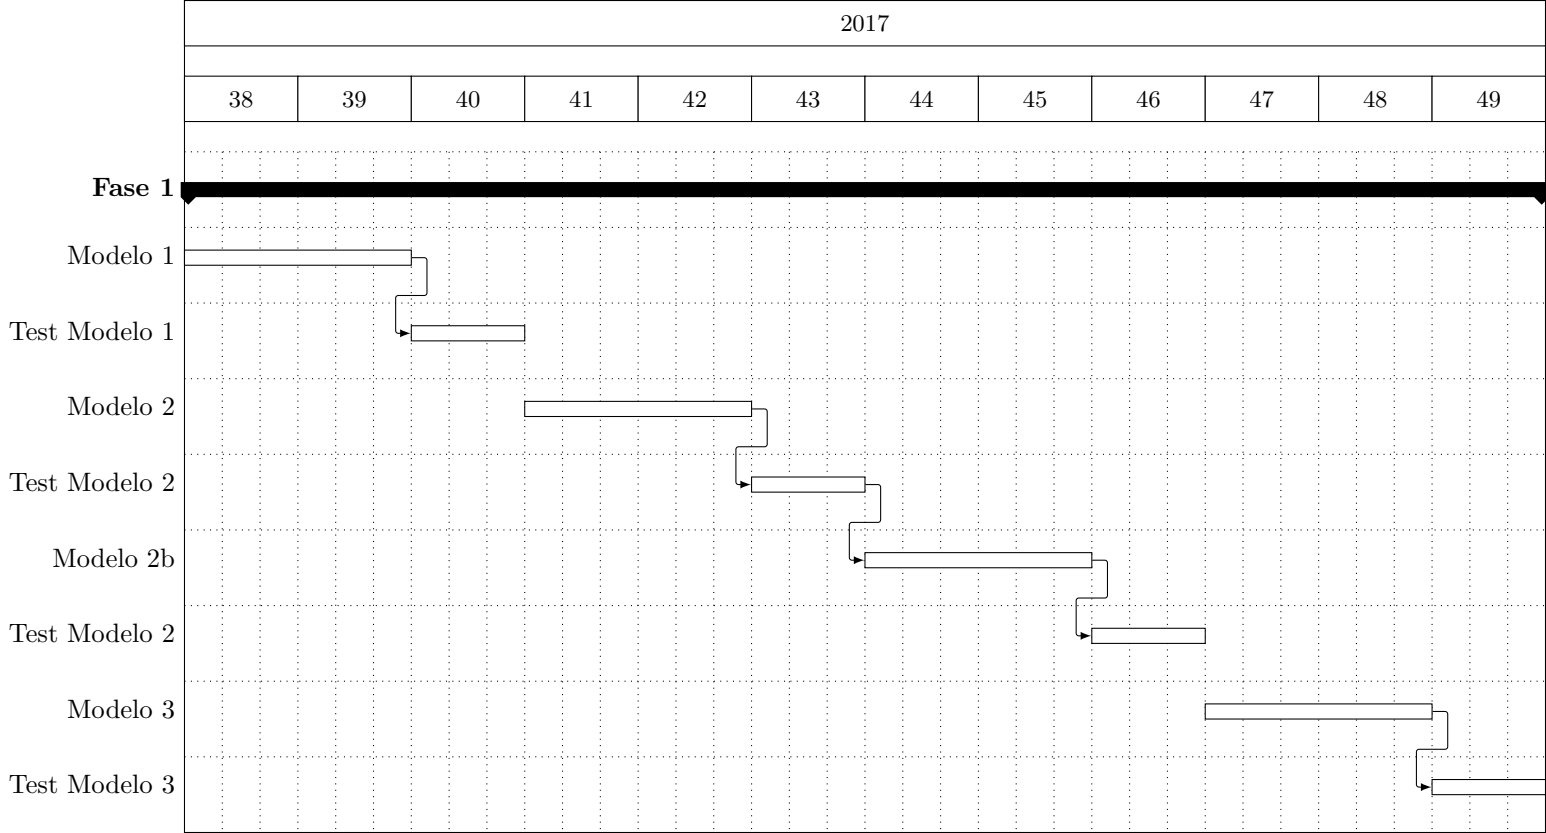 2017
38 39 40 41 42 43 44 45 46 47 48 49
Fase 1
Modelo 1
Test Modelo 1
Modelo 2
Test Modelo 2
Modelo 2b
Test Modelo 2
Modelo 3
Test Modelo 3